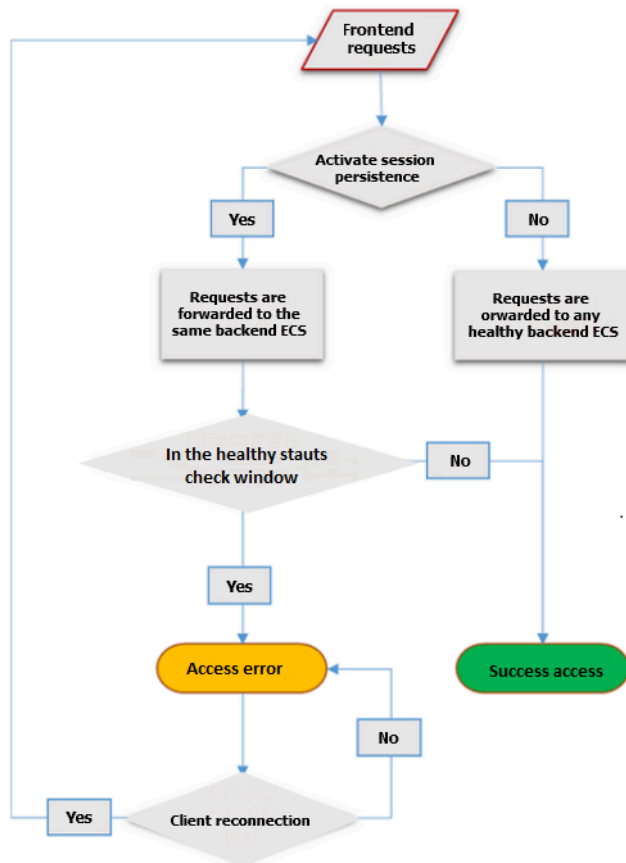 Frontend
requests
Activate session
persistence
Yes
No
Requests are
forwarded to the
same backend ECS
Requests are
orwarded to any
healthy backend ECS
In the healthy stauts
check window
No
Yes
Access error
Success access
No
Yes
Client reconnection